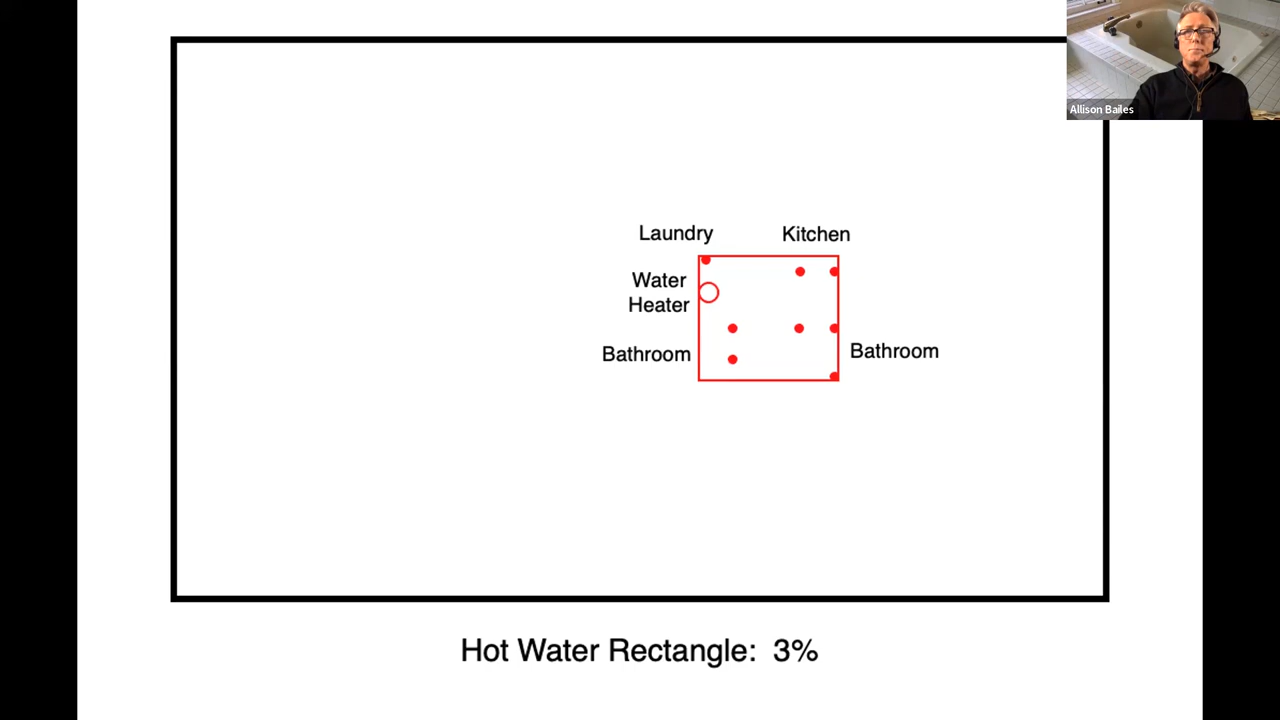 Allison Bailes
Laundry
Kitchen
Water
Heater
Bathroom
Bathroom
Hot Water Rectangle: 3%